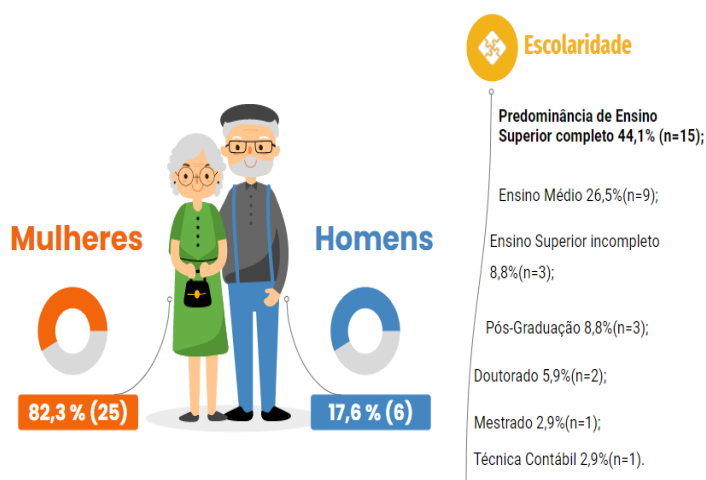 Mulheres
82,3 % (25)
Homens
17,6 % (6)
Escolaridade
Predominância de Ensino
Superior completo 44,1% (n=15);
Ensino Médio 26,5%(n=9);
Ensino Superior incompleto
8,8%(n=3);
Pós-Graduação 8,8%(n=3);
Doutorado 5,9%(n=2);
Mestrado 2,9%(n=1);
Técnica Contábil 2,9%(n=1).